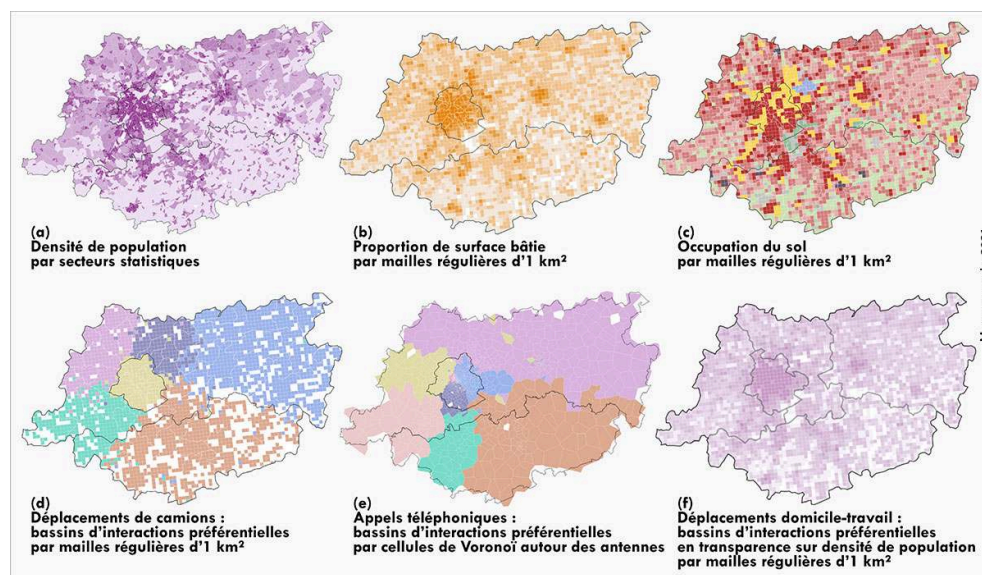 (a)
Densité de population
par secteurs statistiques
(b)
Proportion de surface bâtie
par mailles régulières d'1 km²
(c)
Occupation du sol
par mailles régulières d'1 km²
(d)
Déplacements de camions :
bassins d'interactions préférentielles
par mailles régulières d'1 km²
(e)
Appels téléphoniques :
bassins d'interactions préférentielles
par cellules de Voronoï autour des antennes
(f)
Déplacements domicile-travail :
bassins d'interactions préférentielles
en transparence sur densité de population
par mailles régulières d'1 km²